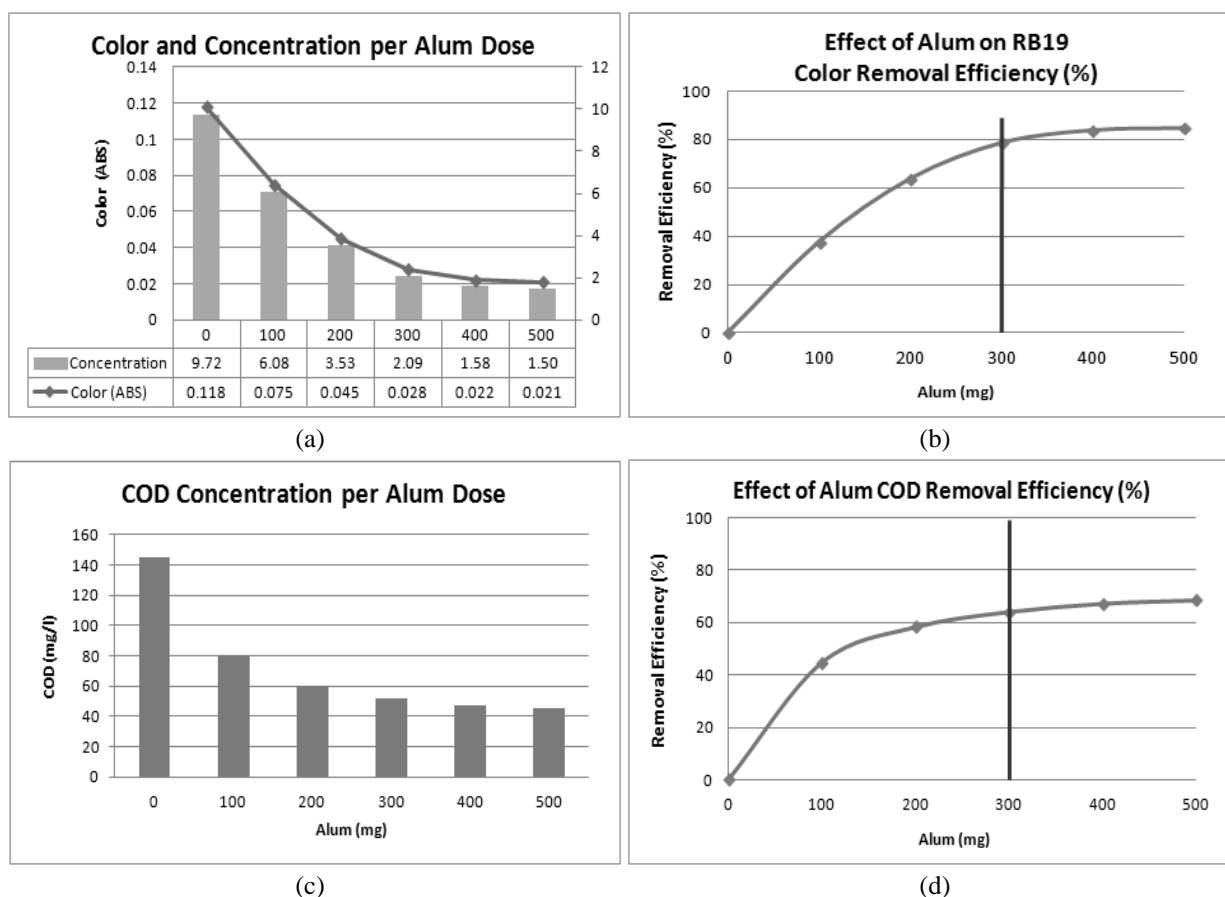 Color and Concentration per Alum Dose
0.14
0.12
0.1
0.08
0.06
0.04
0.02
0
Color (ABS)
12
10
8
6
4
2
0
0 100 200 300 400 500
Concentration 9.72 6.08 3.53 2.09 1.58 1.50
Color (ABS) 0.118 0.075 0.045 0.028 0.022 0.021
(a)
Effect of Alum on RB19
Color Removal Efficiency (%)
100
80
60
40
20
0
Removal Eficiency (%)
0 100 200 300 400 500
Alum (mg)
(b)
COD Concentration per Alum Dose
160
140
120
100
80
60
40
20
0
COD (mg/l)
0 100 200 300 400 500
Alum (mg)
(c)
Effect of Alum COD Removal Efficiency (%)
100
80
60
40
20
0
Removal Efficiency (%)
0 100 200 300 400 500
Alum (mg)
(d)